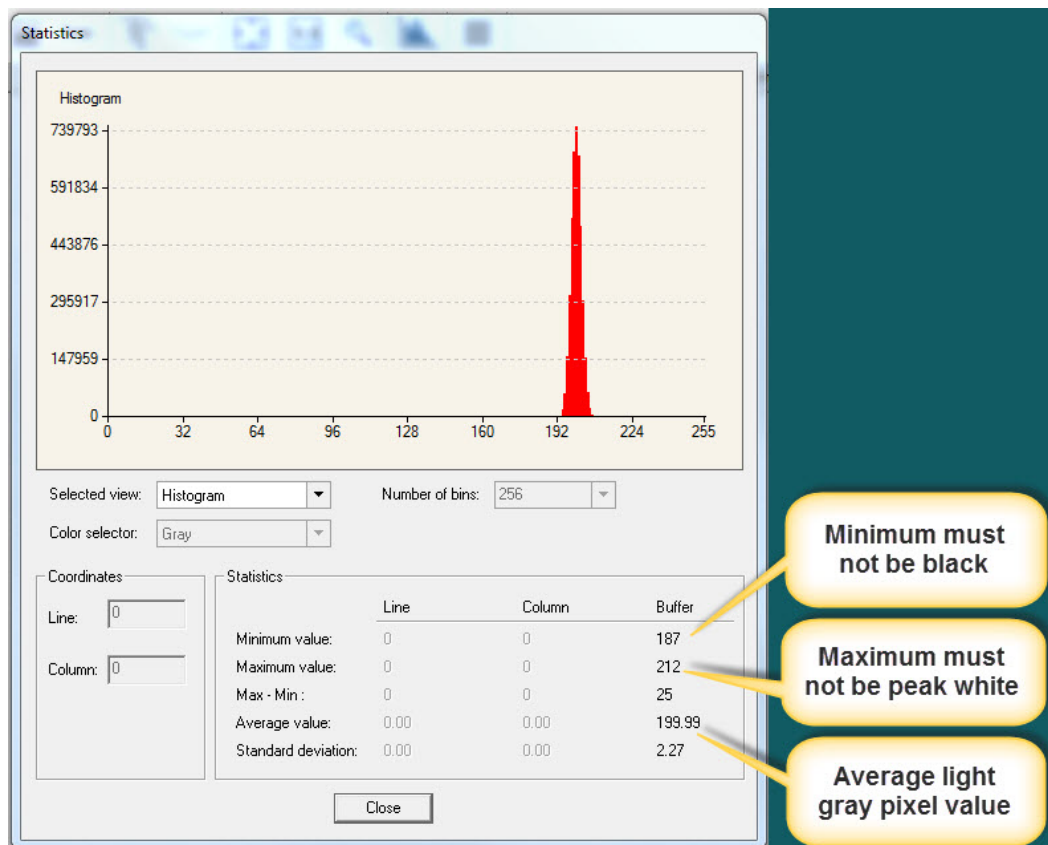 Statistics
Histogram
739793
591834
443876
295917
147959
0
0 32 64 96 128 160 192 224 255
Selected view: Histogram Number of bins: 256
Color selector: Gray
Coordinates
Line: 0
Column: 0
Statistics
Line Column Buffer
Minimum value: 0 0 187
Maximum value: 0 0 212
Max - Min : 0 0 25
Average value: 0.00 0.00 199.99
Standard deviation: 0.00 0.00 2.27
Close
Minimum must
not be black
Maximum must
not be peak white
Average light
gray pixel value